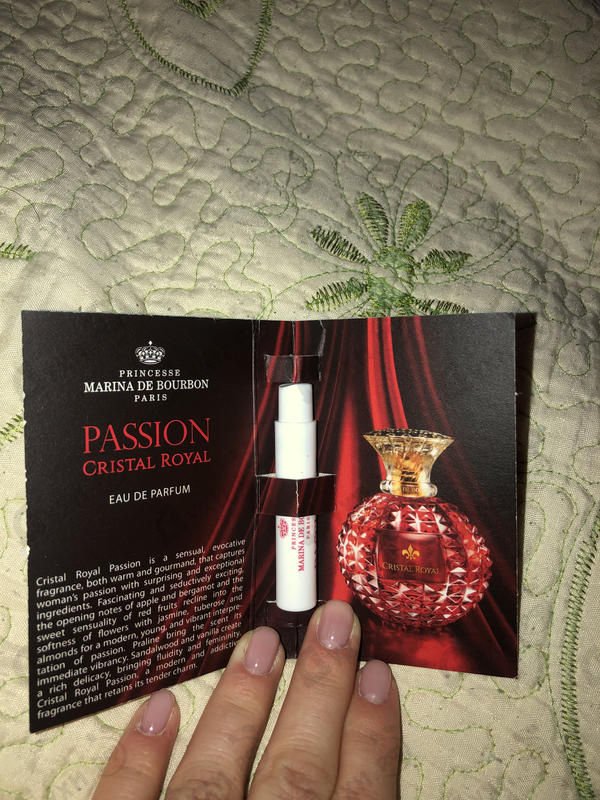 PRINCESSE
MARINA DE BOURBON
PARIS
PASSION
CRISTAL ROYAL
EAU DE PARFUM
Cristal Royal Passion is a sensual, evocative
fragrance, both warm and gourmand, that captures
woman's passion with surprising and exceptional
ingredients. Fascinating and seductively exciting,
the opening notes of apple and bergamot and the
sweet sensuality of red fruits recline into the
softness of flowers with jasmine, tuberose and
almonds for a modern, young, and vibrant interpre-
tation of passion. Praline bring the scent its
immediate vibrancy. Sandalwood and vanilla create
a rich delicacy, bringing fluidity and femininity.
Cristal Royal Passion, a modern and addictive
fragrance that retains its tender charm
PRINCES
MARINA DE BO
PARIS
CRISTAL ROYAL